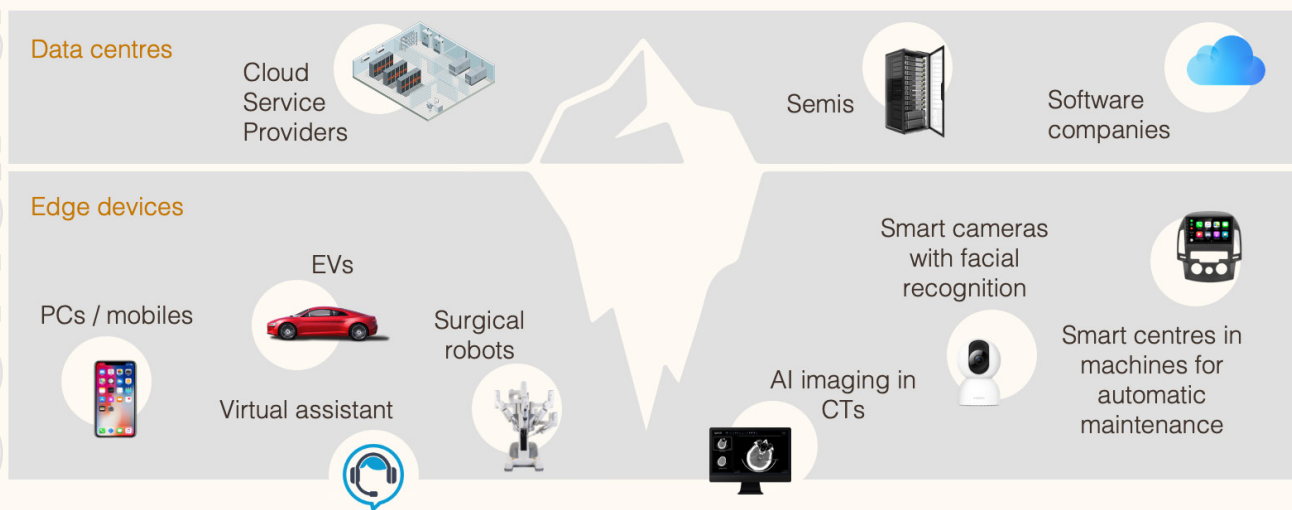 Data centres
Cloud
Service
Providers
Semis
Software
companies
Edge devices
PCs / mobiles
EVs
Virtual assistant
Surgical
robots
AI imaging in
CTs
Smart cameras
with facial
recognition
Smart centres in
machines for
automatic
maintenance